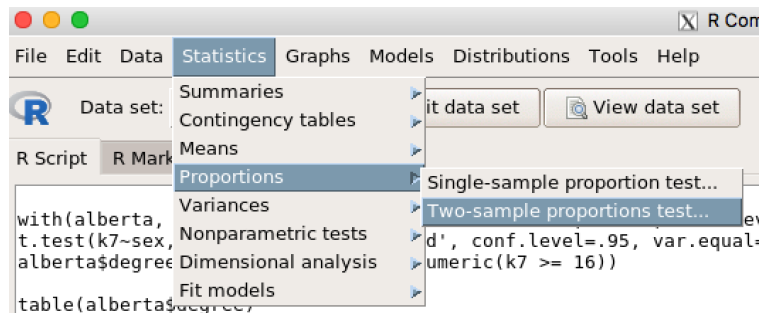 R Com
File Edit Data Statistics Graphs Models Distributions Tools Help
R Data set: it data set View data set
Summaries
Contingency tables
Means
Proportions
Variances
Nonparametric tests
Dimensional analysis
Fit models
Single-sample proportion test...
Two-sample proportions test...
R Script R Mark
with(alberta,
t.test(k7~sex, d', conf.level=.95, var.equal=
alberta$degree umeric(k7 >= 16))
table(alberta$degree)